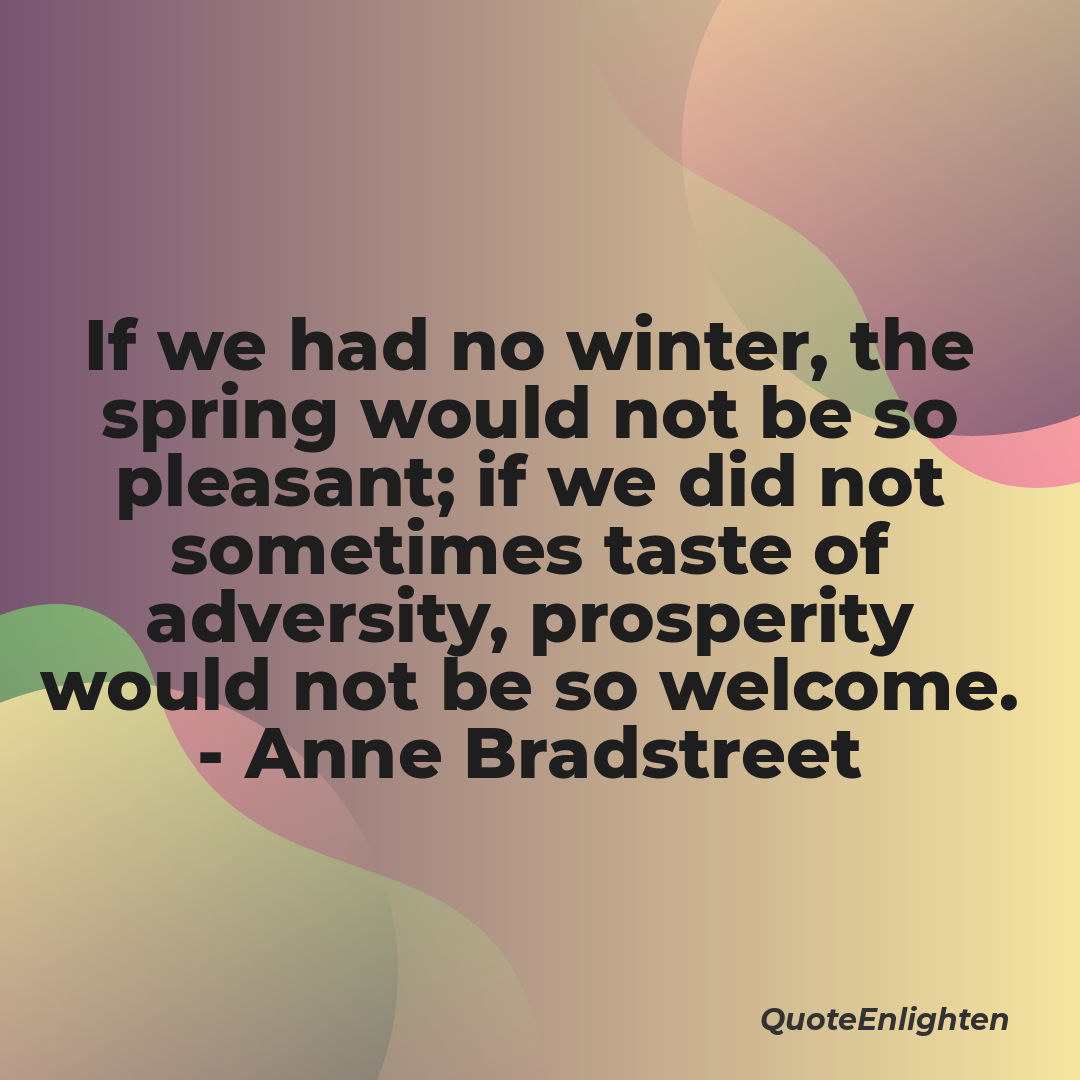 If we had no winter, the
spring would not be so
pleasant; if we did not
sometimes taste of
adversity, prosperity
would not be so welcome.
- Anne Bradstreet
QuoteEnlighten